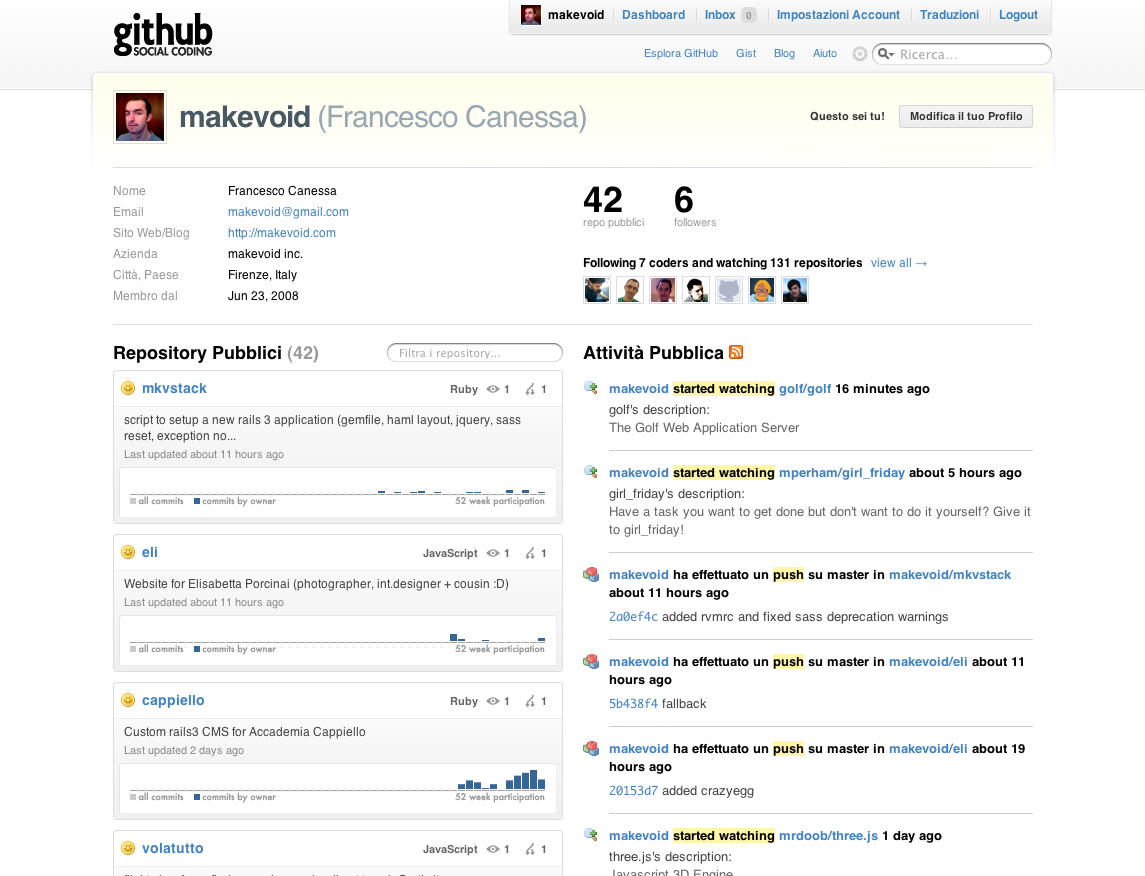 github
SOCIAL CODING
makevoid Dashboard Inbox 0 Impostazioni Account Traduzioni Logout
Esplora GitHub Gist Blog Aiuto Ricerca...
makevoid (Francesco Canessa)
Questo sei tu! Modifica il tuo Profilo
Nome Francesco Canessa
Email makevoid@gmail.com
Sito Web/Blog http://makevoid.com
Azienda makevoid inc.
Città, Paese Firenze, Italy
Membro dal Jun 23, 2008
42 repo pubblici
6 followers
Following 7 coders and watching 131 repositories view all →
Repository Pubblici (42) Filtra i repository...
mkvstack Ruby 1 1
script to setup a new rails 3 application (gemfile, haml layout, jquery, sass
reset, exception no...
Last updated about 11 hours ago
all commits commits by owner 52 week participation
eli JavaScript 1 1
Website for Elisabetta Porcinai (photographer, int.designer + cousin :D)
Last updated about 11 hours ago
all commits commits by owner 52 week participation
cappiello Ruby 1 1
Custom rails3 CMS for Accademia Cappiello
Last updated 2 days ago
all commits commits by owner 52 week participation
volatutto JavaScript 1 1
Attività Pubblica
makevoid started watching golf/golf 16 minutes ago
golf's description:
The Golf Web Application Server
makevoid started watching mperham/girl_friday about 5 hours ago
girl_friday's description:
Have a task you want to get done but don't want to do it yourself? Give it
to girl_friday!
makevoid ha effettuato un push su master in makevoid/mkvstack
about 11 hours ago
2a0ef4c added rvmrc and fixed sass deprecation warnings
makevoid ha effettuato un push su master in makevoid/eli about 11
hours ago
5b438f4 fallback
makevoid ha effettuato un push su master in makevoid/eli about 19
hours ago
20153d7 added crazyegg
makevoid started watching mrdoob/three.js 1 day ago
three.js's description:
Javascript 3D Engine